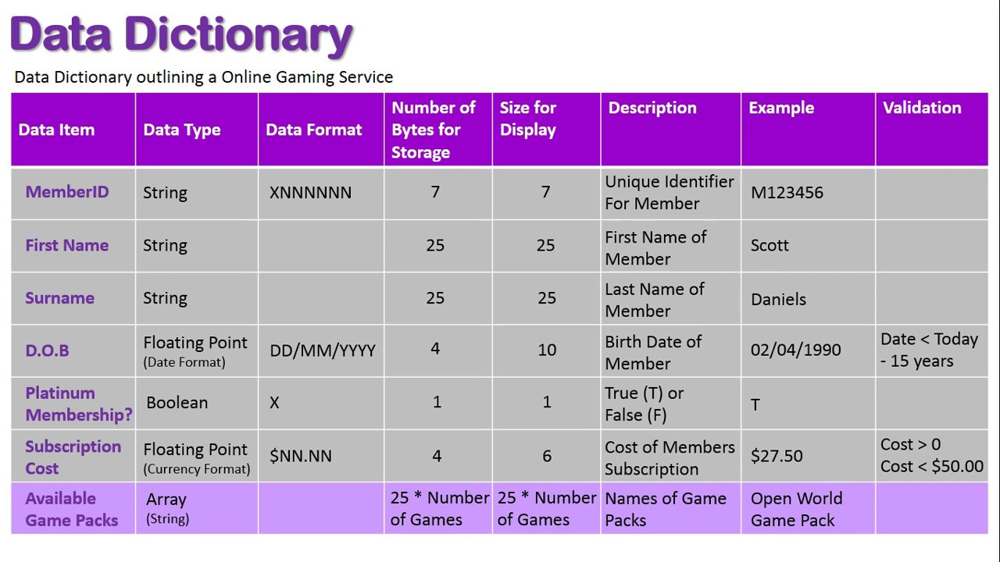 Data Dictionary
Data Dictionary outlining a Online Gaming Service
Data Item
Data Type
Data Format
Number of
Bytes for
Storage
Size for
Display
Description
Example
Validation
MemberID
String
XNNNNNN
7
7
Unique Identifier
For Member
M123456
First Name
String
25
25
First Name of
Member
Scott
Surname
String
25
25
Last Name of
Member
Daniels
D.O.B
Floating Point
(Date Format)
DD/MM/YYYY
4
10
Birth Date of
Member
02/04/1990
Date < Today
- 15 years
Platinum
Membership?
Boolean
X
1
1
True (T) or
False (F)
T
Subscription
Cost
Floating Point
(Currency Format)
$NN.NN
4
6
Cost of Members
Subscription
$27.50
Cost > 0
Cost < $50.00
Available
Game Packs
Array
(String)
25 * Number
of Games
25 * Number
of Games
Names of Game
Packs
Open World
Game Pack